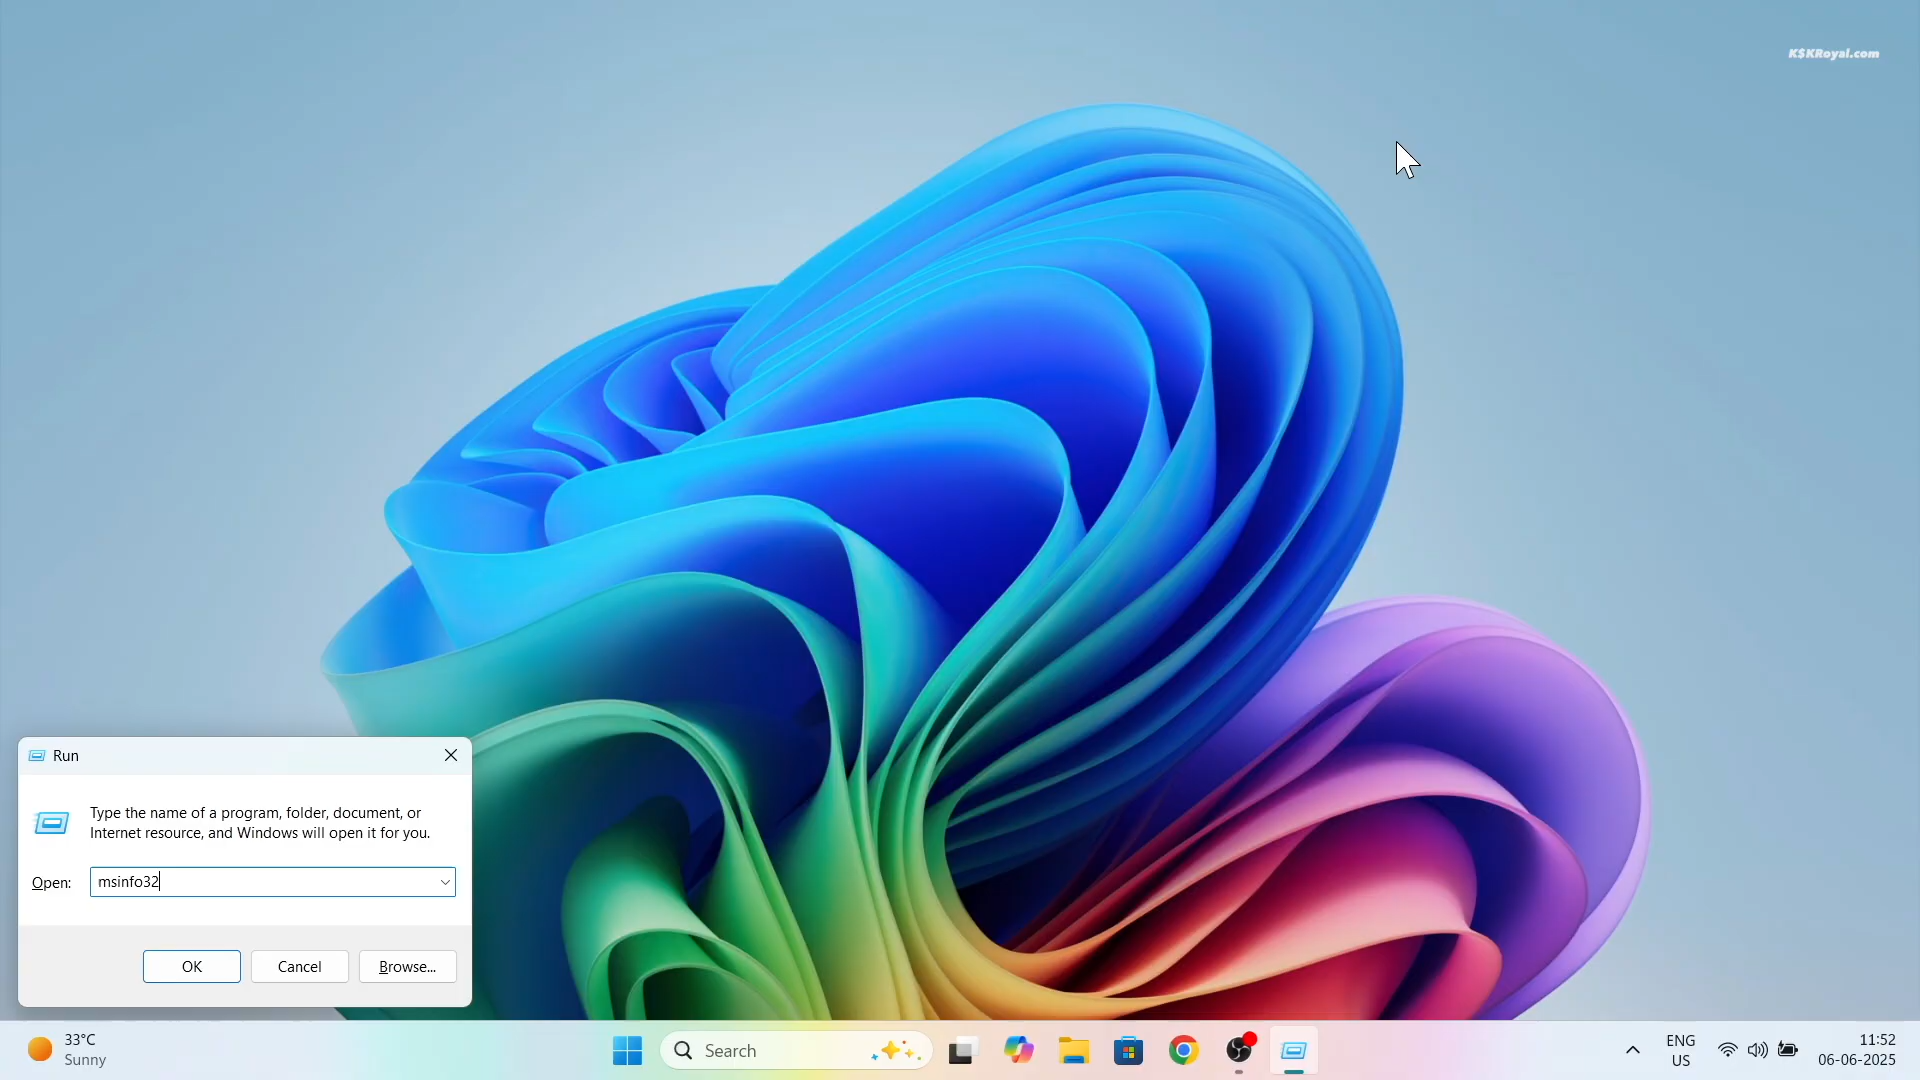 K$KRoyal.com
Run
Type the name of a program, folder, document, or
Internet resource, and Windows will open it for you.
Open: msinfo32
OK Cancel Browse...
33°C
Sunny
Search
ENG
US
11:52
06-06-2025